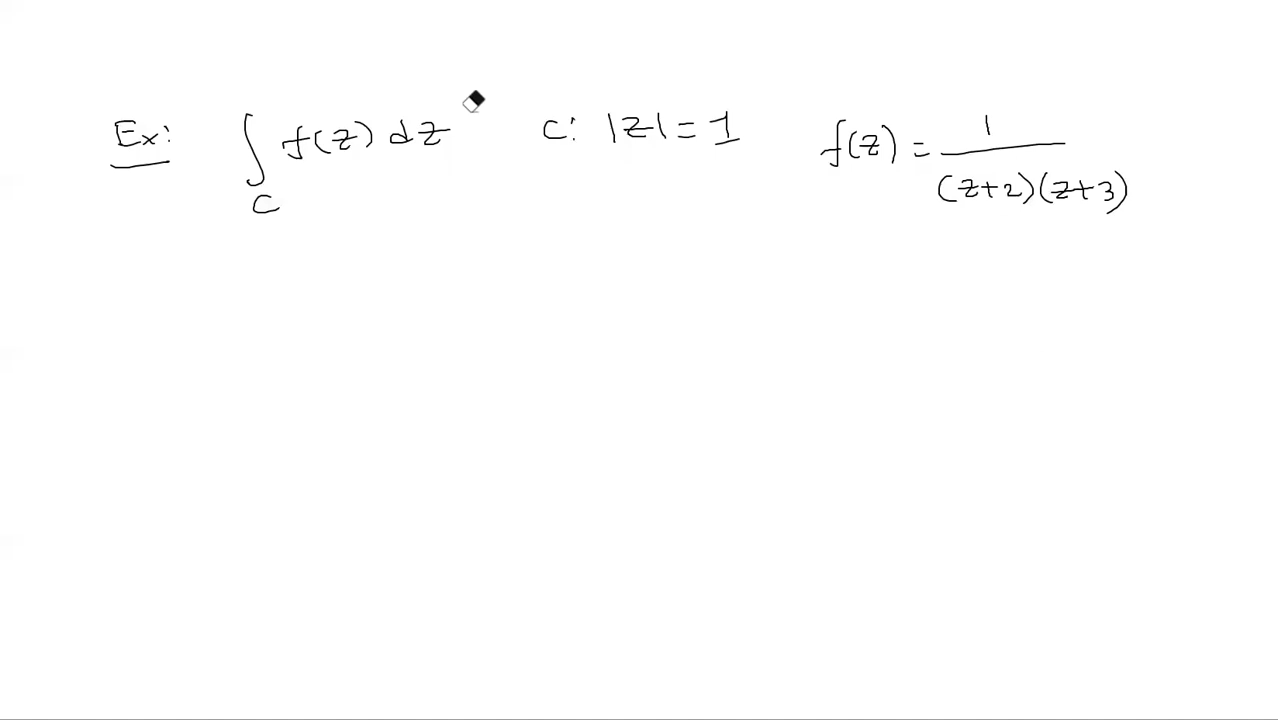 Ex: ∫_C f(z) dz C: |z| = 1 f(z) = 1/((z+2)(z+3))